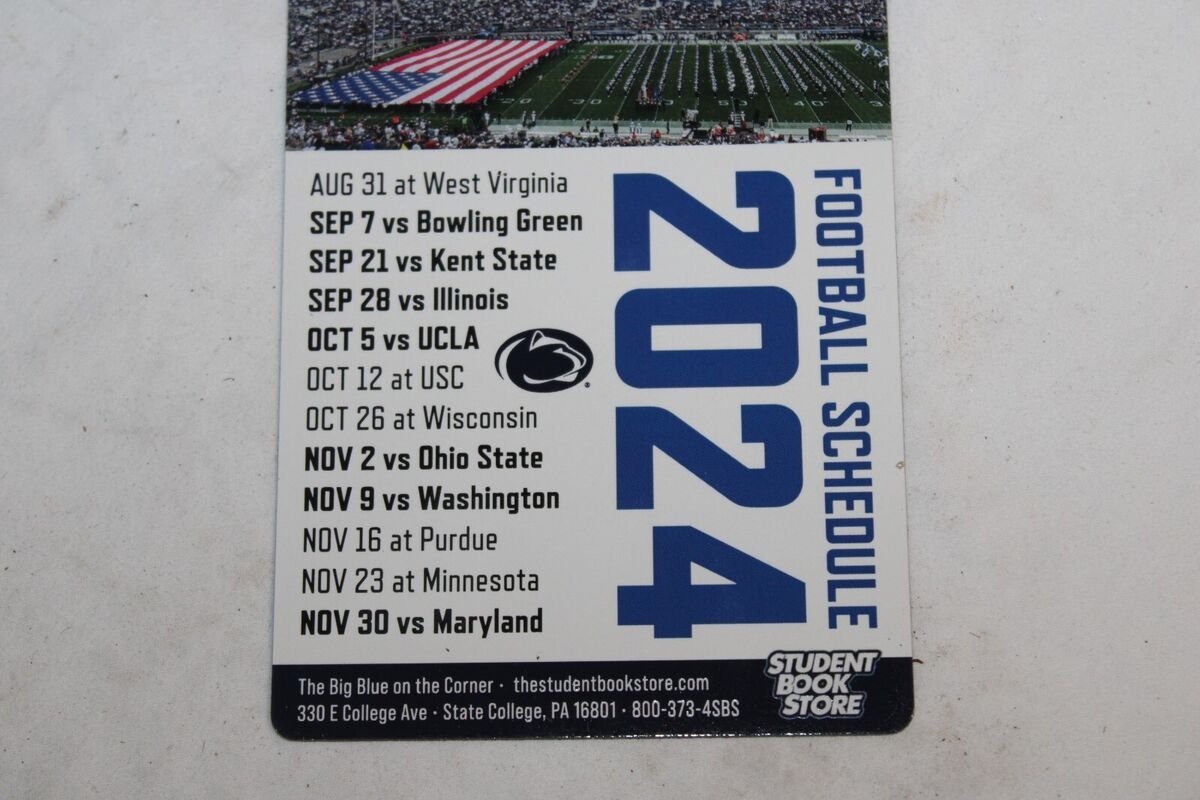 AUG 31 at West Virginia
SEP 7 vs Bowling Green
SEP 21 vs Kent State
SEP 28 vs Illinois
OCT 5 vs UCLA
OCT 12 at USC
OCT 26 at Wisconsin
NOV 2 vs Ohio State
NOV 9 vs Washington
NOV 16 at Purdue
NOV 23 at Minnesota
NOV 30 vs Maryland
2024
FOOTBALL SCHEDULE
The Big Blue on the Corner · thestudentbookstore.com
330 E College Ave · State College, PA 16801 · 800-373-4SBS
STUDENT
BOOK
STORE